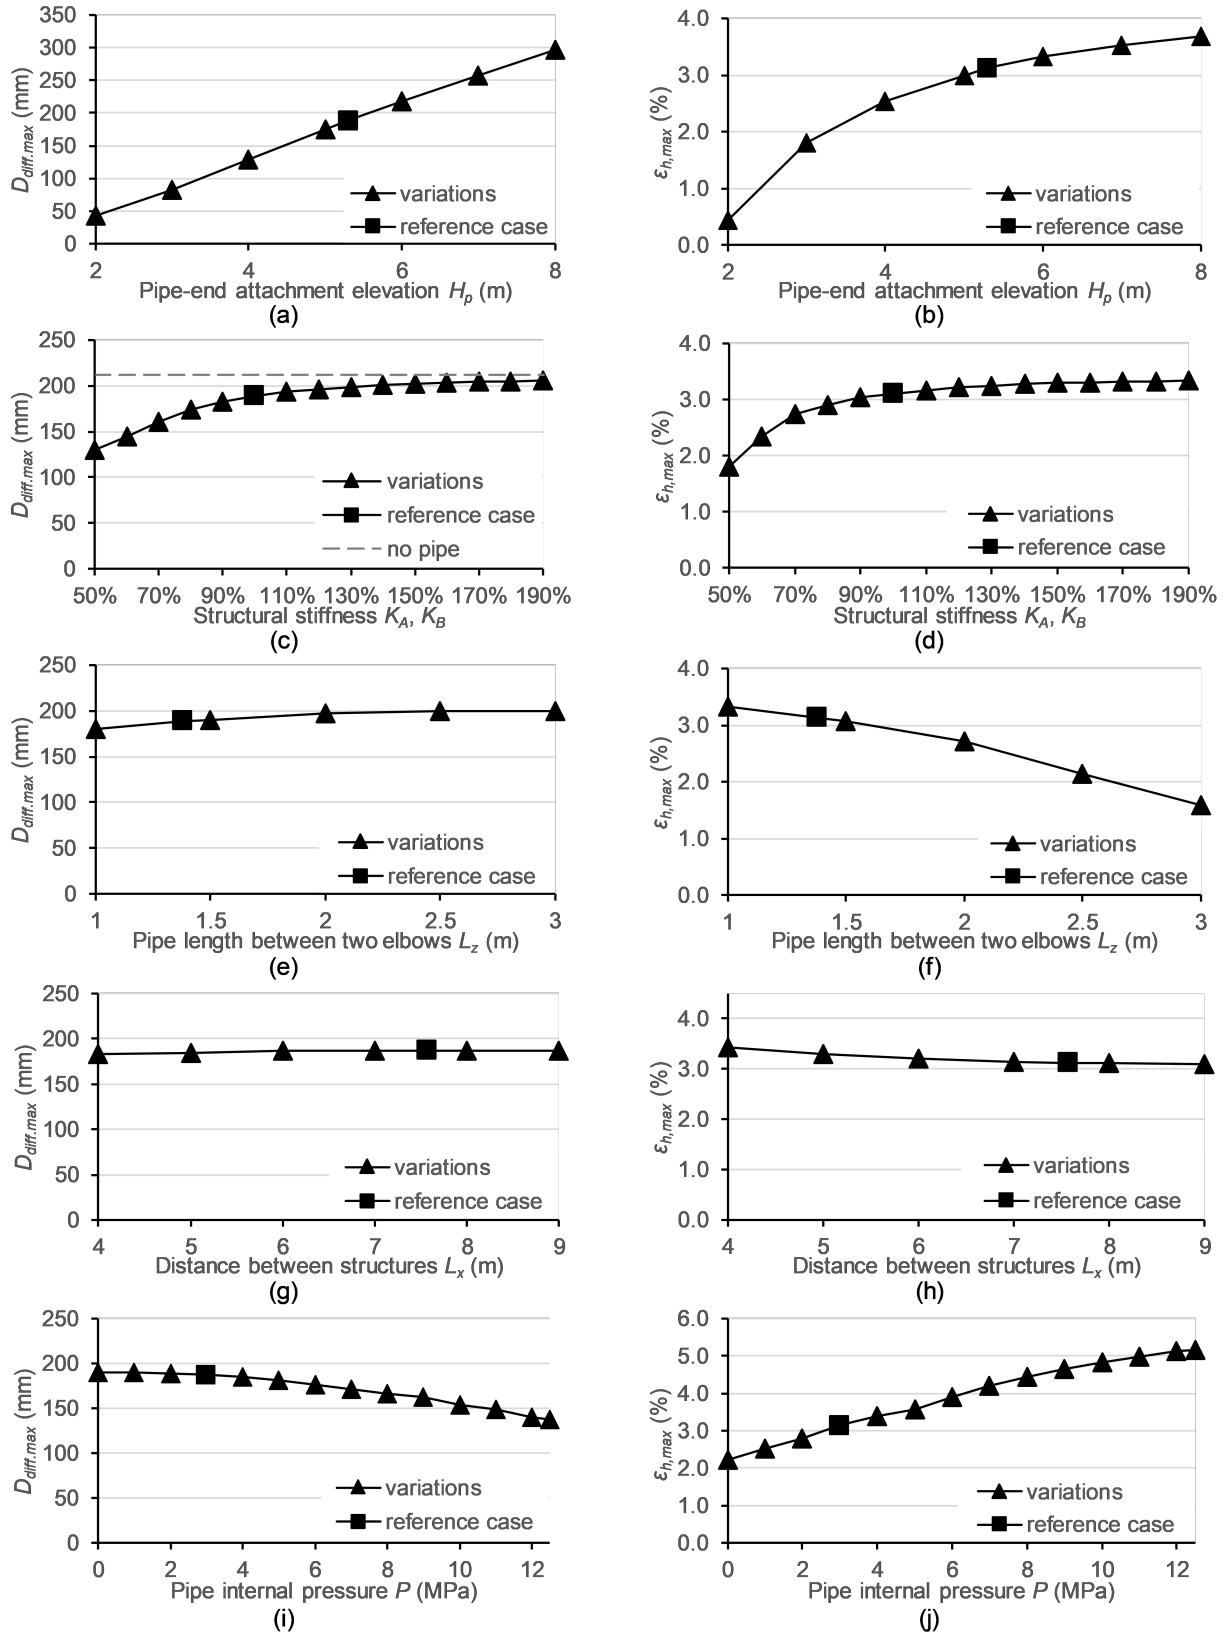 350
300
250
200
150
100
50
0
D_diff.max (mm)
variations
reference case
2 4 6 8
Pipe-end attachment elevation H_p (m)
(a)
4.0
3.0
2.0
1.0
0.0
ε_h,max (%)
variations
reference case
2 4 6 8
Pipe-end attachment elevation H_p (m)
(b)
250
200
150
100
50
0
D_diff.max (mm)
variations
reference case
no pipe
50% 70% 90% 110% 130% 150% 170% 190%
Structural stiffness K_A, K_B
(c)
4.0
3.0
2.0
1.0
0.0
ε_h,max (%)
variations
reference case
50% 70% 90% 110% 130% 150% 170% 190%
Structural stiffness K_A, K_B
(d)
250
200
150
100
50
0
D_diff.max (mm)
variations
reference case
1 1.5 2 2.5 3
Pipe length between two elbows L_z (m)
(e)
4.0
3.0
2.0
1.0
0.0
ε_h,max (%)
variations
reference case
1 1.5 2 2.5 3
Pipe length between two elbows L_z (m)
(f)
250
200
150
100
50
0
D_diff.max (mm)
variations
reference case
4 5 6 7 8 9
Distance between structures L_x (m)
(g)
4.0
3.0
2.0
1.0
0.0
ε_h,max (%)
variations
reference case
4 5 6 7 8 9
Distance between structures L_x (m)
(h)
250
200
150
100
50
0
D_diff.max (mm)
variations
reference case
0 2 4 6 8 10 12
Pipe internal pressure P (MPa)
(i)
6.0
5.0
4.0
3.0
2.0
1.0
0.0
ε_h,max (%)
variations
reference case
0 2 4 6 8 10 12
Pipe internal pressure P (MPa)
(j)